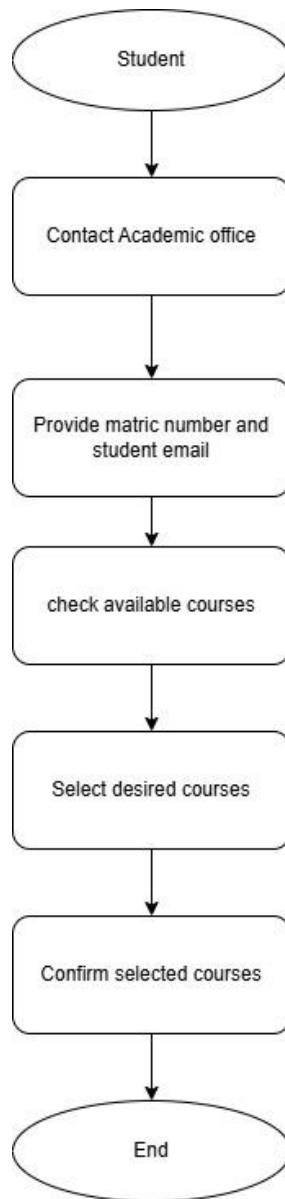 Student
Contact Academic office
Provide matric number and
student email
check available courses
Select desired courses
Confirm selected courses
End